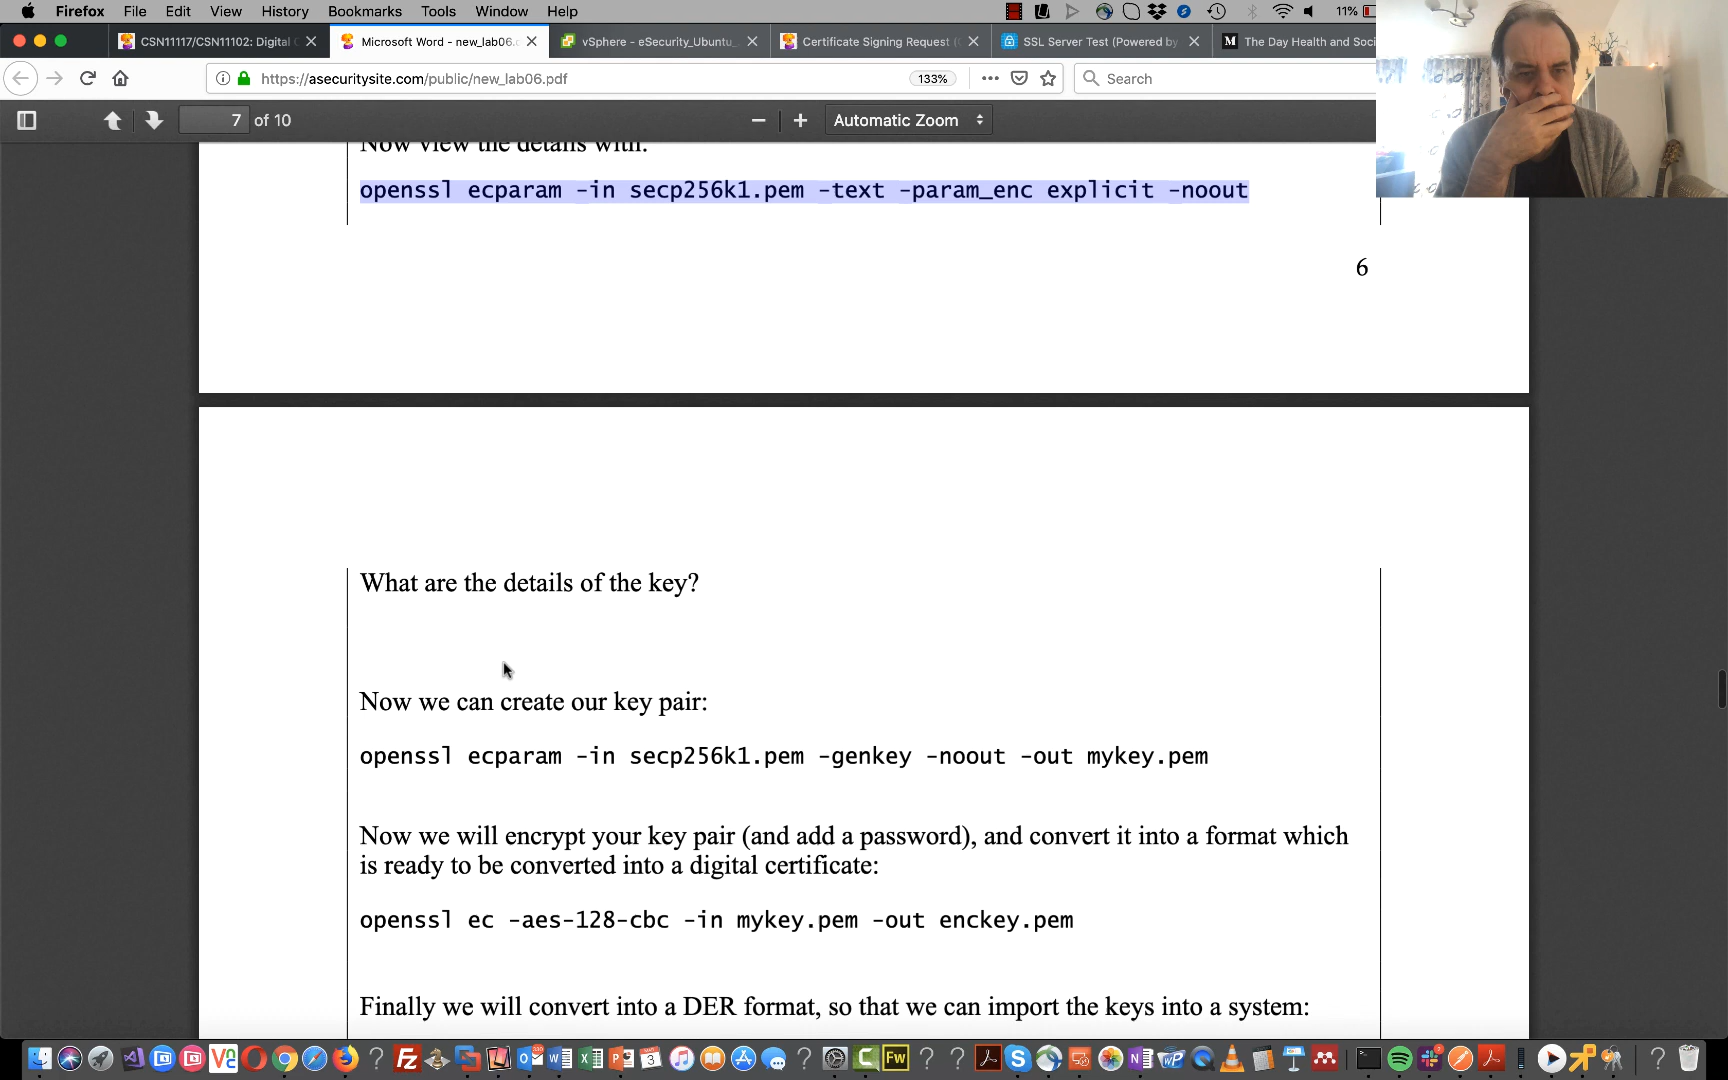 Firefox File Edit View History Bookmarks Tools Window Help 11%
CSN11117/CSN11102: Digital C
Microsoft Word - new_lab06.c
vSphere - eSecurity_Ubuntu_
Certificate Signing Request (
SSL Server Test (Powered by
M The Day Health and Soci
https://asecuritysite.com/public/new_lab06.pdf 133% Search
7 of 10 Automatic Zoom
Now view the details with:
openssl ecparam -in secp256k1.pem -text -param_enc explicit -noout
6
What are the details of the key?
Now we can create our key pair:
openssl ecparam -in secp256k1.pem -genkey -noout -out mykey.pem
Now we will encrypt your key pair (and add a password), and convert it into a format which
is ready to be converted into a digital certificate:
openssl ec -aes-128-cbc -in mykey.pem -out enckey.pem
Finally we will convert into a DER format, so that we can import the keys into a system: